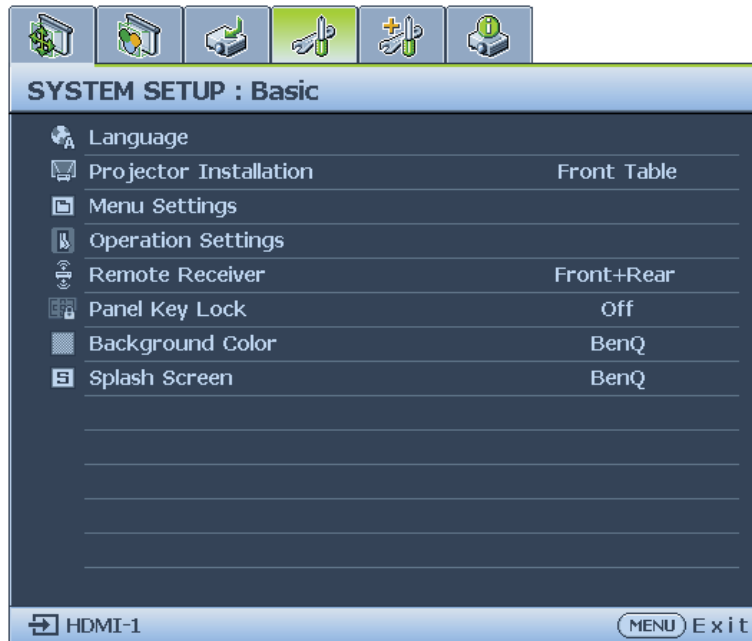 SYSTEM SETUP : Basic
Language
Projector Installation Front Table
Menu Settings
Operation Settings
Remote Receiver Front+Rear
Panel Key Lock Off
Background Color BenQ
Splash Screen BenQ
HDMI-1 MENU Exit